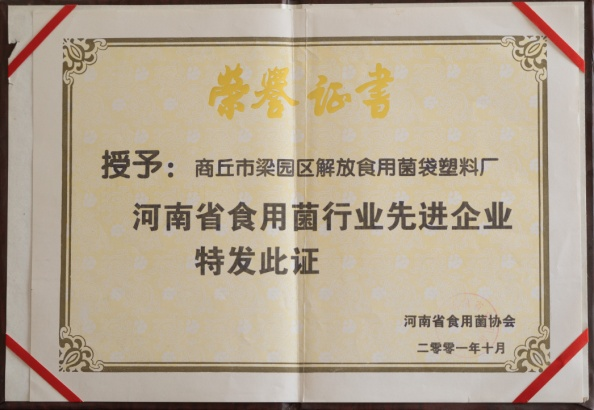 荣誉证书
授予：商丘市梁园区解放食用菌袋塑料厂
河南省食用菌行业先进企业
特发此证
河南省食用菌协会
二零零一年十月